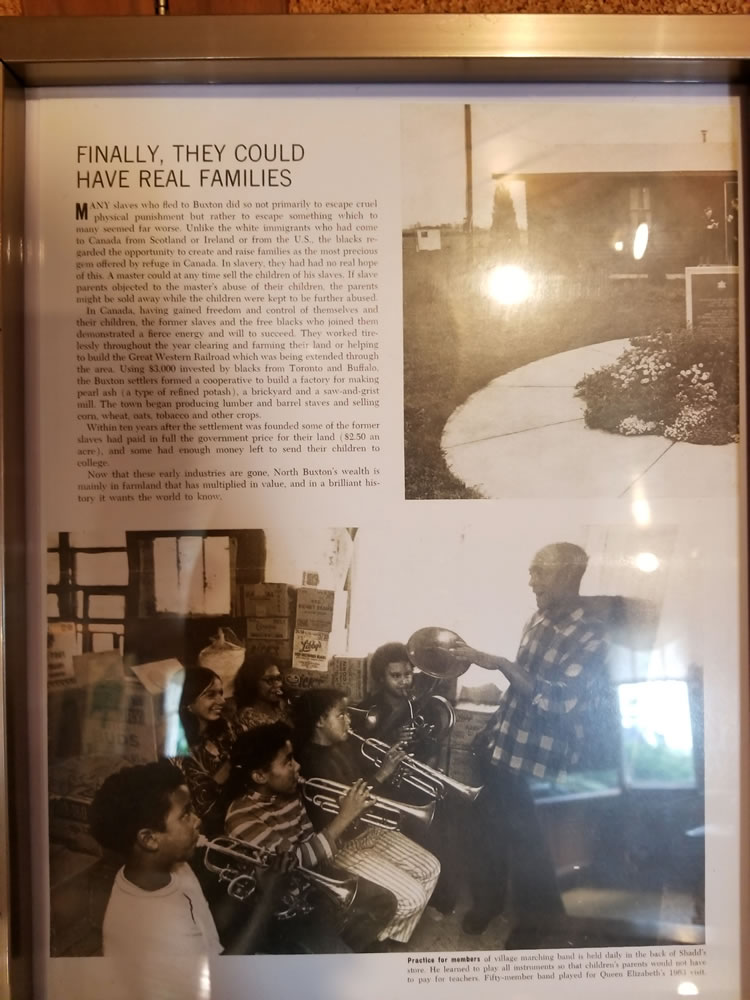 FINALLY, THEY COULD
HAVE REAL FAMILIES
MANY slaves who fled to Buxton did so not primarily to escape cruel
physical punishment but rather to escape something which to
many seemed far worse. Unlike the white immigrants who had come
to Canada from Scotland or Ireland or from the U.S., the blacks re-
garded the opportunity to create and raise families as the most precious
gem offered by refuge in Canada. In slavery, they had had no real hope
of this. A master could at any time sell the children of his slaves. If slave
parents objected to the master's abuse of their children, the parents
might be sold away while the children were kept to be further abused.
In Canada, having gained freedom and control of themselves and
their children, the former slaves and the free blacks who joined them
demonstrated a fierce energy and will to succeed. They worked tire-
lessly throughout the year clearing and farming their land or helping
to build the Great Western Railroad which was being extended through
the area. Using $3,000 invested by blacks from Toronto and Buffalo,
the Buxton settlers formed a cooperative to build a factory for making
pearl ash (a type of refined potash), a brickyard and a saw-and-grist
mill. The town began producing lumber and barrel staves and selling
corn, wheat, oats, tobacco and other crops.
Within ten years after the settlement was founded some of the former
slaves had paid in full the government price for their land ($2.50 an
acre), and some had enough money left to send their children to
college.
Now that these early industries are gone, North Buxton's wealth is
mainly in farmland that has multiplied in value, and in a brilliant his-
tory it wants the world to know.
Libby's
Practice for members of village marching band is held daily in the back of Shadd's
store. He learned to play all instruments so that children's parents would not have
to pay for teachers. Fifty-member band played for Queen Elizabeth's visit.